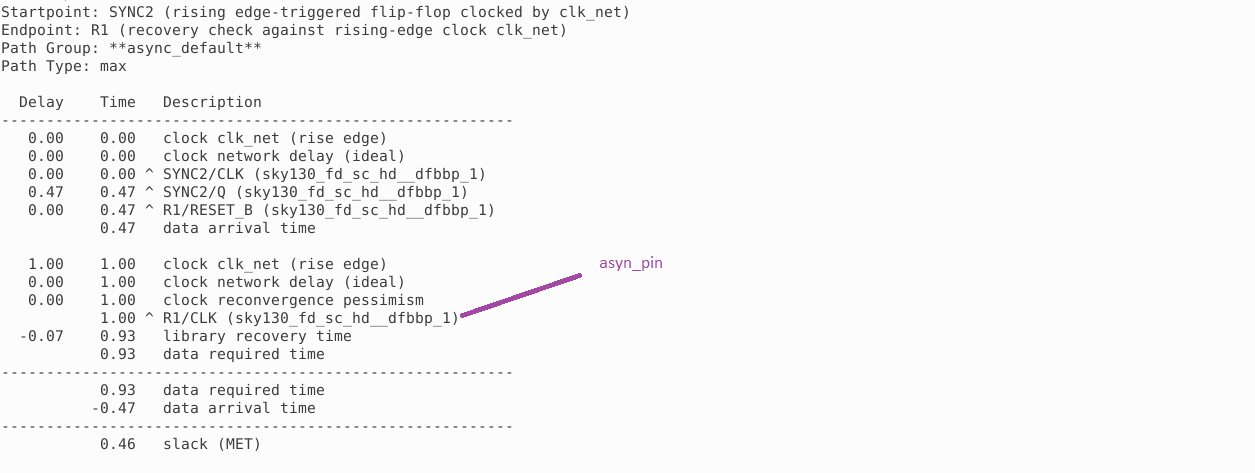 Startpoint: SYNC2 (rising edge-triggered flip-flop clocked by clk_net)
Endpoint: R1 (recovery check against rising-edge clock clk_net)
Path Group: **async_default**
Path Type: max
  Delay    Time   Description
---------------------------------------------------------
   0.00    0.00   clock clk_net (rise edge)
   0.00    0.00   clock network delay (ideal)
   0.00    0.00 ^ SYNC2/CLK (sky130_fd_sc_hd__dfbbp_1)
   0.47    0.47 ^ SYNC2/Q (sky130_fd_sc_hd__dfbbp_1)
   0.00    0.47 ^ R1/RESET_B (sky130_fd_sc_hd__dfbbp_1)
           0.47   data arrival time
   1.00    1.00   clock clk_net (rise edge)
asyn_pin
   0.00    1.00   clock network delay (ideal)
   0.00    1.00   clock reconvergence pessimism
           1.00 ^ R1/CLK (sky130_fd_sc_hd__dfbbp_1)
  -0.07    0.93   library recovery time
           0.93   data required time
---------------------------------------------------------
           0.93   data required time
          -0.47   data arrival time
---------------------------------------------------------
           0.46   slack (MET)